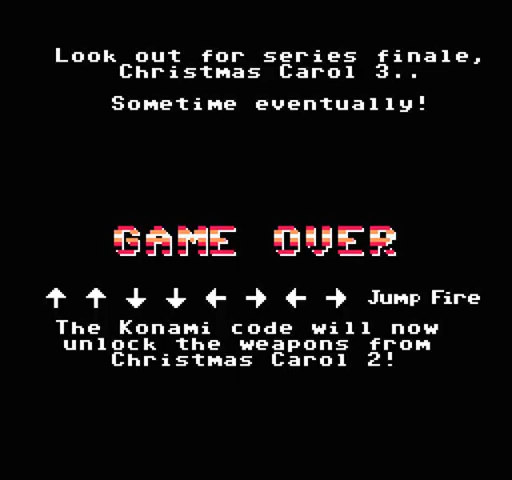 Look out for series finale,
Christmas Carol 3..
Sometime eventually!
GAME OVER
↑ ↑ ↓ ↓ ← → ← → Jump Fire
The Konami code will now
unlock the weapons from
Christmas Carol 2!